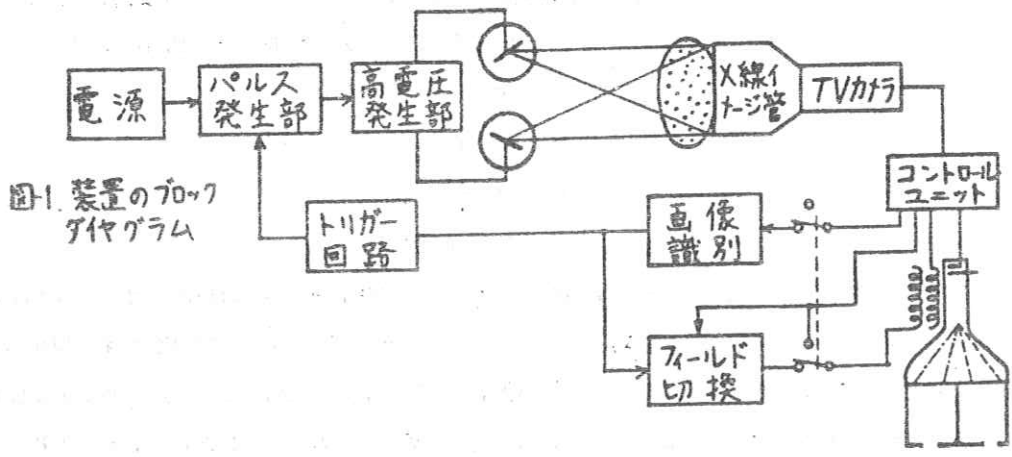 電源
パルス
発生部
高電圧
発生部
X線イ
メージ管
TVカメラ
コントロール
ユニット
図-1. 装置のブロック
ダイヤグラム
トリガー
回路
画像
識別
フィールド
切換